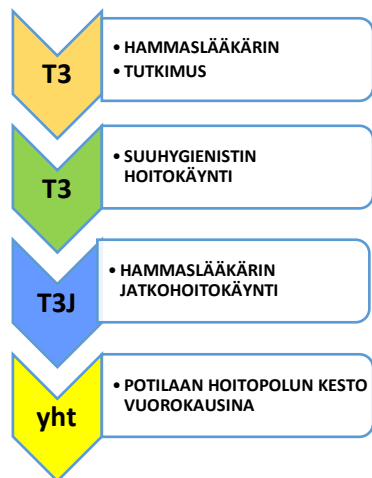 T3
• HAMMASLÄÄKÄRIN
• TUTKIMUS
T3
• SUUHYGIENISTIN
HOITOKÄYNTI
T3J
• HAMMASLÄÄKÄRIN
JATKOHOITOKÄYNTI
yht
• POTILAAN HOITOPOLUN KESTO
VUOROKAUSINA